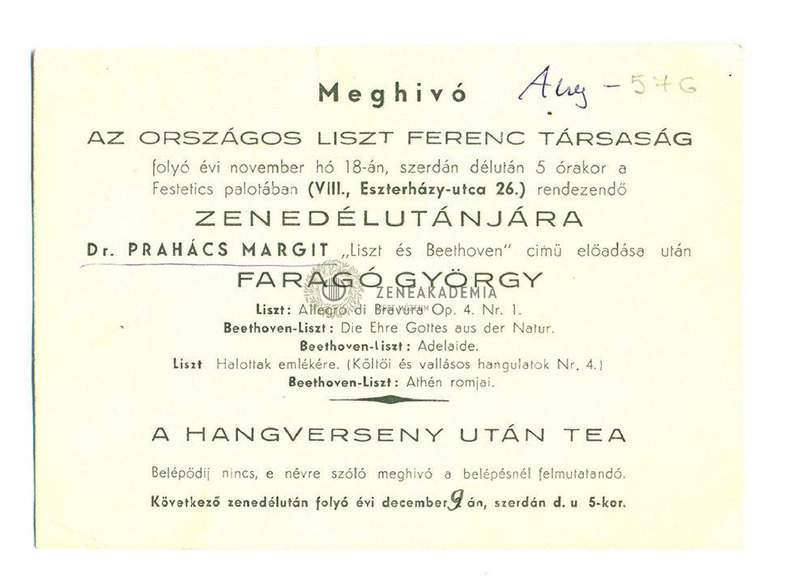 Meghivó
576
AZ ORSZÁGOS LISZT FERENC TÁRSASÁG
folyó évi november hó 18-án, szerdán délután 5 órakor a
Festetics palotában (VIII., Eszterházy-utca 26.) rendezendő
ZENEDÉLUTÁNJÁRA
Dr. PRAHÁCS MARGIT „Liszt és Beethoven" cimü előadása után
FARAGÓ GYÖRGY
ZENEAKADEMIA
Liszt: Allegro di Bravura Op. 4. Nr. 1.
Beethoven-Liszt: Die Ehre Gottes aus der Natur.
Beethoven-Liszt: Adelaide.
Liszt Halottak emlékére. (Költői és vallásos hangulatok Nr. 4.)
Beethoven-Liszt: Athén romjai.
A HANGVERSENY UTÁN TEA
Belépődij nincs, e névre szóló meghivó a belépésnél felmutatandó.
Következő zenedélután folyó évi december 9 án, szerdán d. u 5-kor.